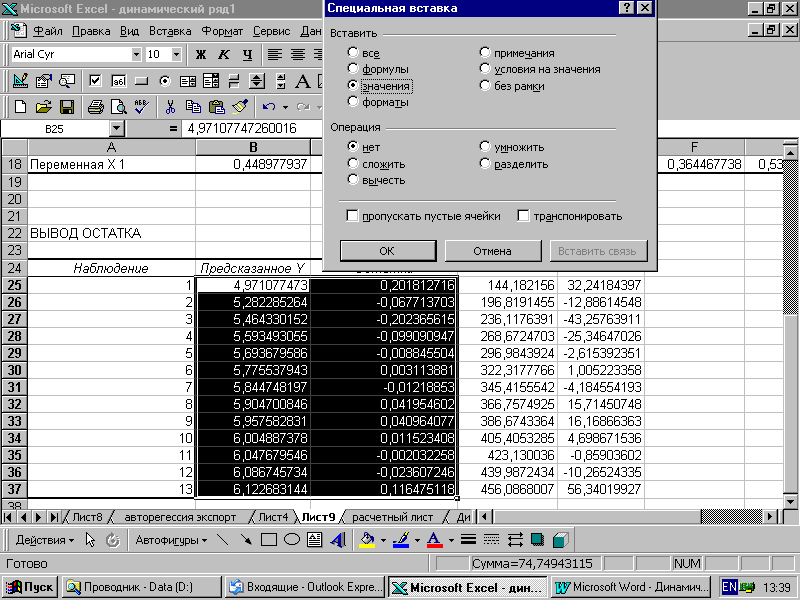 Microsoft Excel - динамический ряд1
Специальная вставка
Файл Правка Вид Вставка Формат Сервис Дан
Вставить
все
примечания
формулы
условия на значения
значения
без рамки
форматы
Операция
нет
умножить
сложить
разделить
вычесть
пропускать пустые ячейки
транспонировать
ОК
Отмена
Вставить связь
Arial Cyr 10 Ж К Ч
B25 = 4,97107747260016
A B F
18 Переменная X 1 0,448977937 0,364467738 0,53
19
20
21
22 ВЫВОД ОСТАТКА
23
24 Наблюдение Предсказанное Y
25 1 4,971077473 0,201812716 144,182156 32,24184397
26 2 5,282285264 -0,067713703 196,8191455 -12,88614548
27 3 5,464330152 -0,202365615 236,1176391 -43,25763911
28 4 5,593493055 -0,099090947 268,6724703 -25,34647026
29 5 5,693679586 -0,008845504 296,9843924 -2,615392351
30 6 5,775537943 0,003113881 322,3177766 1,005223358
31 7 5,844748197 -0,01218853 345,4155542 -4,184554193
32 8 5,904700846 0,041954602 366,7574925 15,71450748
33 9 5,957582831 0,040964077 386,6743364 16,16866363
34 10 6,004887378 0,011523408 405,4053285 4,698671536
35 11 6,047679546 -0,002032258 423,130036 -0,85903602
36 12 6,086745734 -0,023607246 439,9872434 -10,26524335
37 13 6,122683144 0,116475118 456,0868007 56,34019927
38
Лист8 авторегессия экспорт Лист4 Лист9 расчетный лист Ди
Действия Автофигуры
Готово Сумма=74,74943115 NUM
Пуск Проводник - Data (D:) Входящие - Outlook Expre... Microsoft Excel - дин... Microsoft Word - Динамич... EN 13:39